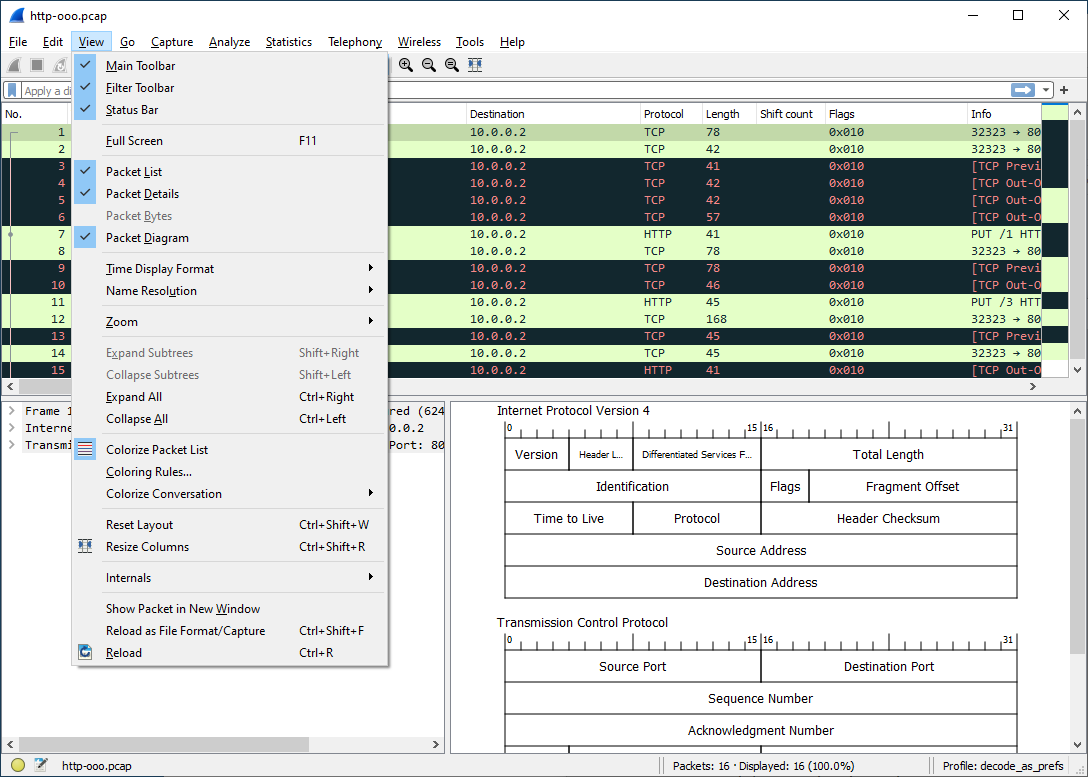 http-ooo.pcap
File Edit View Go Capture Analyze Statistics Telephony Wireless Tools Help
Apply a di
Main Toolbar
Filter Toolbar
Status Bar
Full Screen F11
Packet List
Packet Details
Packet Bytes
Packet Diagram
Time Display Format
Name Resolution
Zoom
Expand Subtrees Shift+Right
Collapse Subtrees Shift+Left
Expand All Ctrl+Right
Collapse All Ctrl+Left
Colorize Packet List
Coloring Rules...
Colorize Conversation
Reset Layout Ctrl+Shift+W
Resize Columns Ctrl+Shift+R
Internals
Show Packet in New Window
Reload as File Format/Capture Ctrl+Shift+F
Reload Ctrl+R
No. Destination Protocol Length Shift count Flags Info
1 10.0.0.2 TCP 78 0x010 32323 → 80
2 10.0.0.2 TCP 42 0x010 32323 → 80
3 10.0.0.2 TCP 41 0x010 [TCP Previ
4 10.0.0.2 TCP 42 0x010 [TCP Out-O
5 10.0.0.2 TCP 42 0x010 [TCP Out-O
6 10.0.0.2 TCP 57 0x010 [TCP Out-O
7 10.0.0.2 HTTP 41 0x010 PUT /1 HTT
8 10.0.0.2 TCP 78 0x010 32323 → 80
9 10.0.0.2 TCP 78 0x010 [TCP Previ
10 10.0.0.2 TCP 46 0x010 [TCP Out-O
11 10.0.0.2 HTTP 45 0x010 PUT /3 HTT
12 10.0.0.2 TCP 168 0x010 32323 → 80
13 10.0.0.2 TCP 45 0x010 [TCP Previ
14 10.0.0.2 TCP 45 0x010 32323 → 80
15 10.0.0.2 HTTP 41 0x010 [TCP Out-O
Frame 1 red (624
Interne 0.0.2
Transmi Port: 80
Internet Protocol Version 4
0 15 16 31
Version Header L... Differentiated Services F... Total Length
Identification Flags Fragment Offset
Time to Live Protocol Header Checksum
Source Address
Destination Address
Transmission Control Protocol
0 15 16 31
Source Port Destination Port
Sequence Number
Acknowledgment Number
http-ooo.pcap Packets: 16 · Displayed: 16 (100.0%) Profile: decode_as_prefs